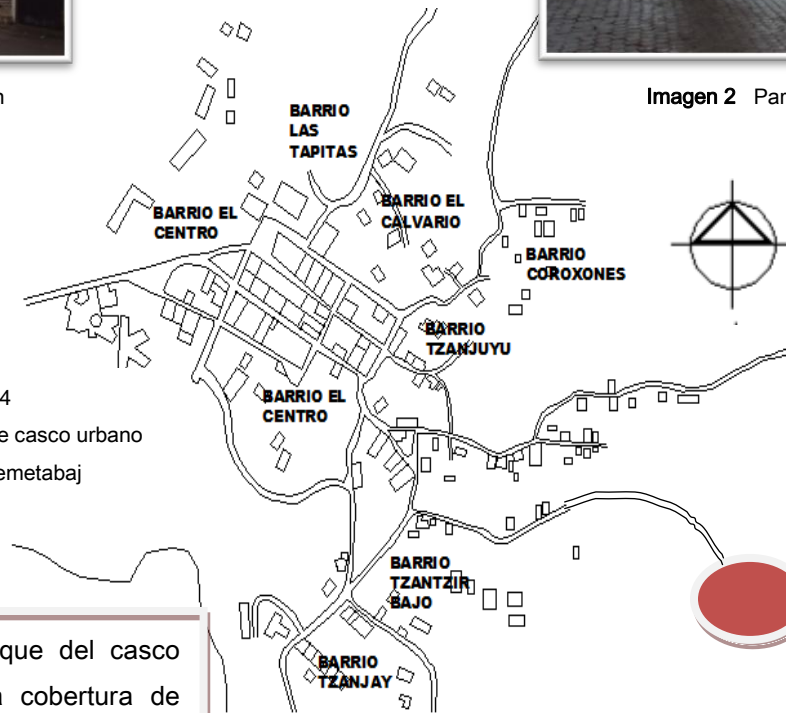 n
Imagen 2 Par
BARRIO
LAS
TAPITAS
BARRIO EL
CENTRO
BARRIO EL
CALVARIO
BARRIO
COROXONES
BARRIO
TZANJUYU
4
e casco urbano
emetabaj
BARRIO EL
CENTRO
BARRIO
TZANTZIR
BAJO
que del casco
a cobertura de
BARRIO
TZANJAY